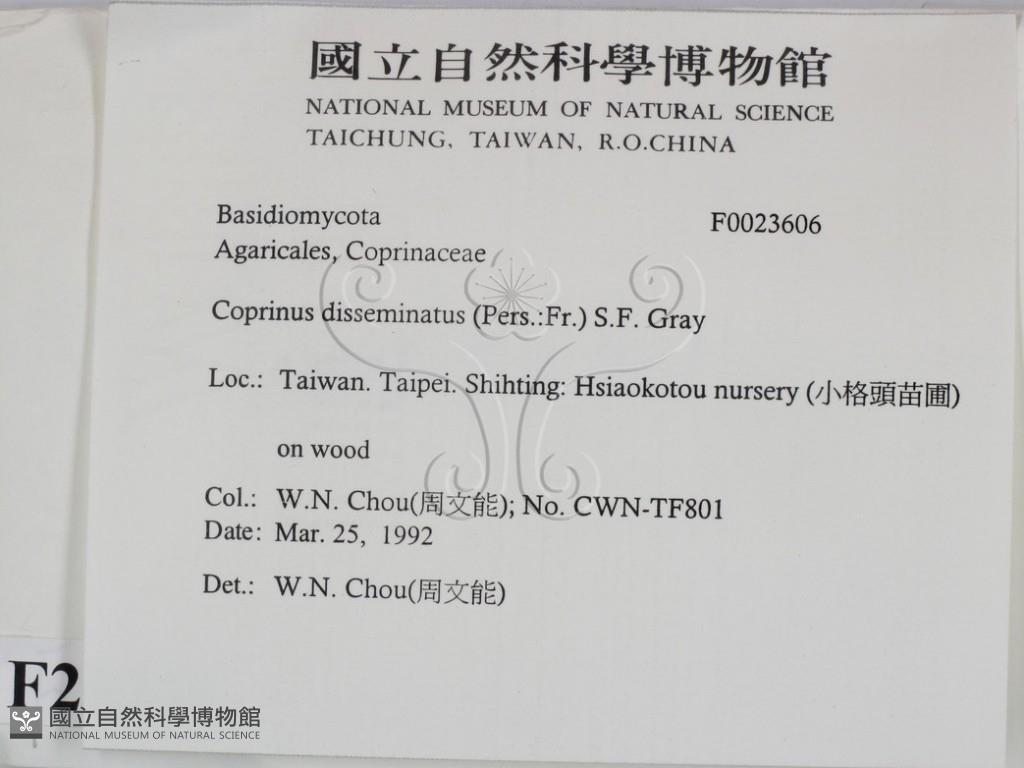 國立自然科學博物館
NATIONAL MUSEUM OF NATURAL SCIENCE
TAICHUNG, TAIWAN, R.O.CHINA
Basidiomycota F0023606
Agaricales, Coprinaceae
Coprinus disseminatus (Pers.:Fr.) S.F. Gray
Loc.: Taiwan. Taipei. Shihting: Hsiaokotou nursery (小格頭苗圃)
on wood
Col.: W.N. Chou(周文能); No. CWN-TF801
Date: Mar. 25, 1992
Det.: W.N. Chou(周文能)
F2
國立自然科學博物館
NATIONAL MUSEUM OF NATURAL SCIENCE